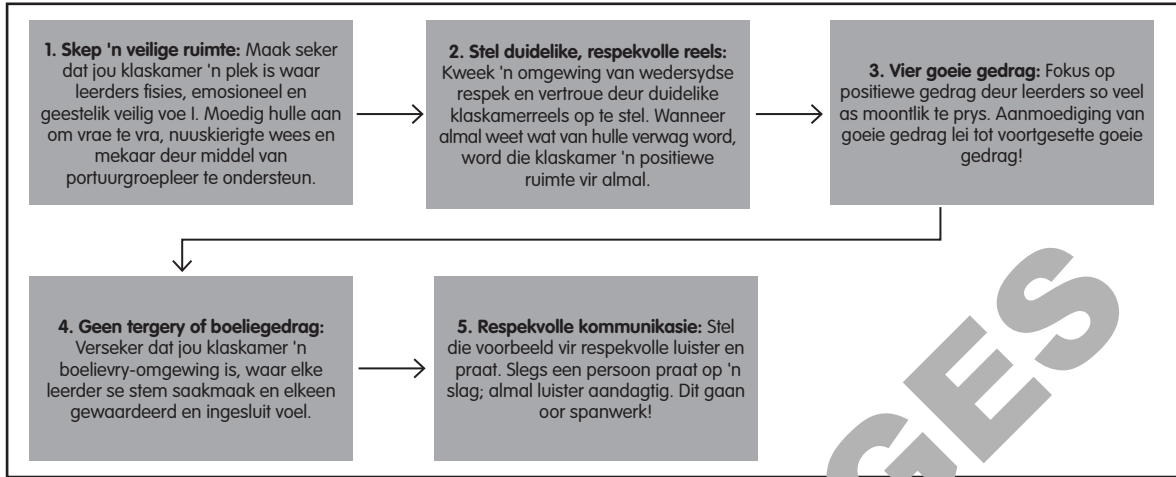 1. Skep 'n veilige ruimte: Maak seker
dat jou klaskamer 'n plek is waar
leerders fisies, emosioneel en
geestelik veilig voe l. Moedig hulle aan
om vrae te vra, nuuskierigte wees en
mekaar deur middel van
portuurgroepleer te ondersteun.
2. Stel duidelike, respekvolle reels:
Kweek 'n omgewing van wedersydse
respek en vertroue deur duidelike
klaskamerreels op te stel. Wanneer
almal weet wat van hulle verwag word,
word die klaskamer 'n positiewe
ruimte vir almal.
3. Vier goeie gedrag: Fokus op
positiewe gedrag deur leerders so veel
as moontlik te prys. Aanmoediging van
goeie gedrag lei tot voortgesette goeie
gedrag!
4. Geen tergery of boeliegedrag:
Verseker dat jou klaskamer 'n
boelievry-omgewing is, waar elke
leerder se stem saakmaak en elkeen
gewaardeerd en ingesluit voel.
5. Respekvolle kommunikasie: Stel
die voorbeeld vir respekvolle luister en
praat. Slegs een persoon praat op 'n
slag; almal luister aandagtig. Dit gaan
oor spanwerk!
GES